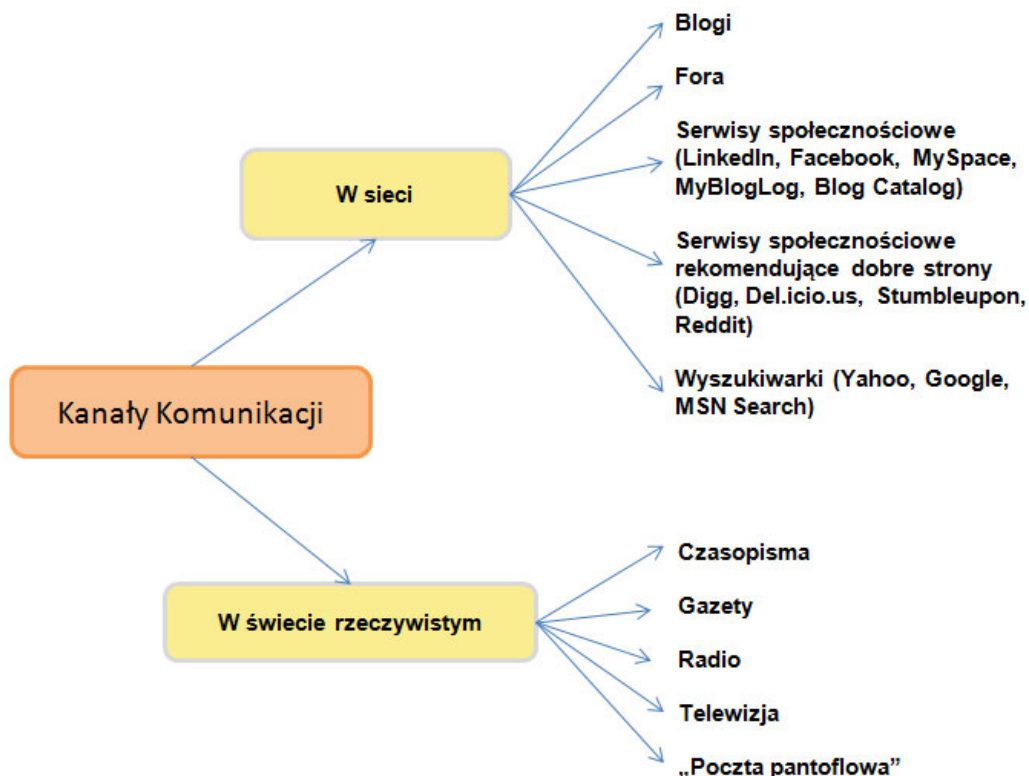 Kanały Komunikacji
W sieci
Blogi
Fora
Serwisy społecznościowe
(LinkedIn, Facebook, MySpace,
MyBlogLog, Blog Catalog)
Serwisy społecznościowe
rekomendujące dobre strony
(Digg, Del.icio.us, Stumbleupon,
Reddit)
Wyszukiwarki (Yahoo, Google,
MSN Search)
W świecie rzeczywistym
Czasopisma
Gazety
Radio
Telewizja
„Poczta pantoflowa”